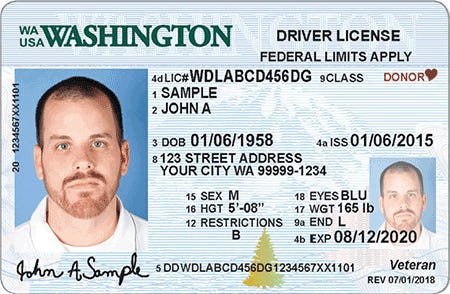 WA USA WASHINGTON
DRIVER LICENSE
FEDERAL LIMITS APPLY
4d LIC# WDLABCD456DG 9 CLASS DONOR
1 SAMPLE
2 JOHN A
3 DOB 01/06/1958 4a ISS 01/06/2015
8 123 STREET ADDRESS
YOUR CITY WA 99999-1234
15 SEX M 18 EYES BLU
16 HGT 5'-08" 17 WGT 165 lb
12 RESTRICTIONS 9a END L
B 4b EXP 08/12/2020
20 1234567XX1101
John A Sample
5 DD WDLABCD456DG1234567XX1101
Veteran
REV 07/01/2018